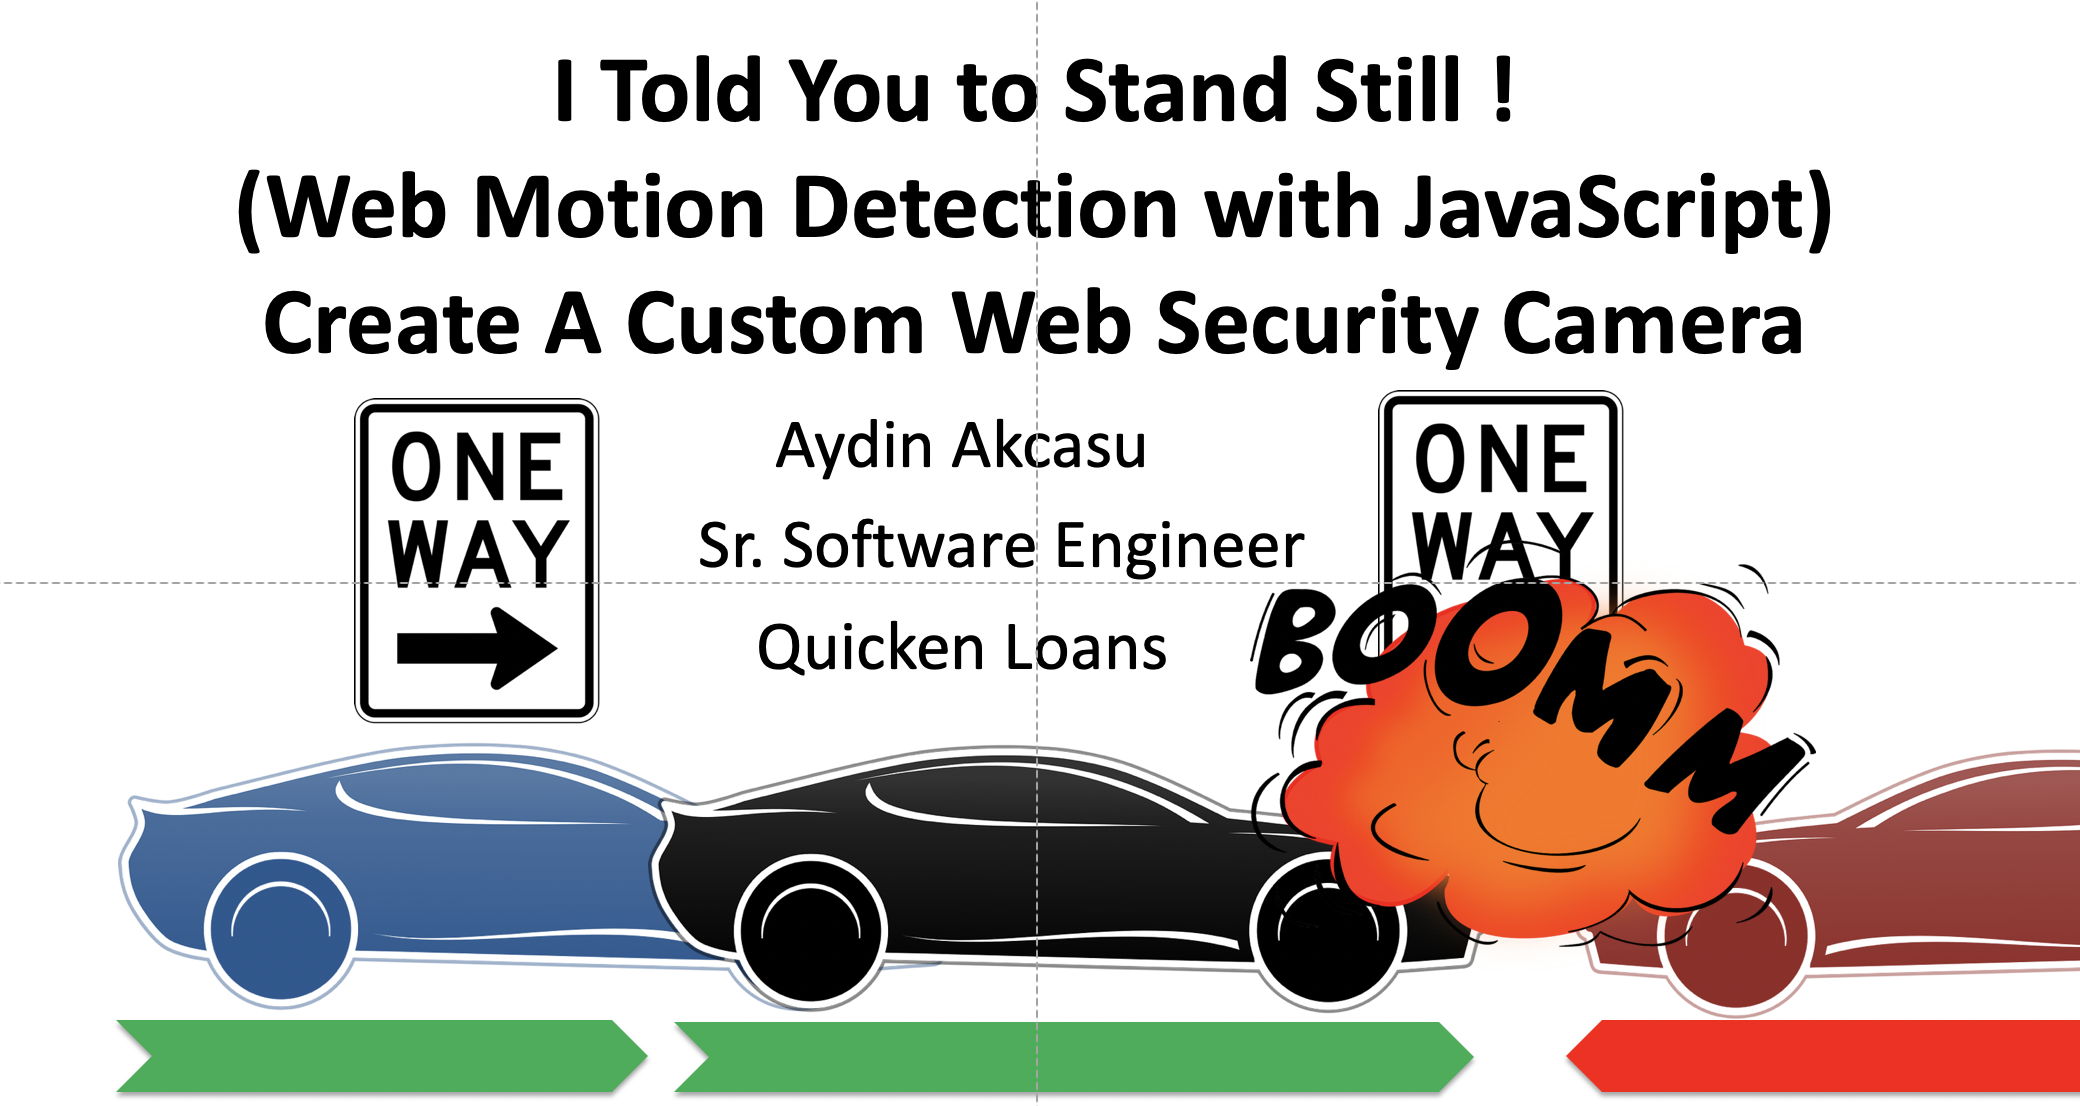 I Told You to Stand Still !
(Web Motion Detection with JavaScript)
Create A Custom Web Security Camera
ONE
WAY
Aydin Akcasu
Sr. Software Engineer
Quicken Loans
ONE
WAY
BOOMM